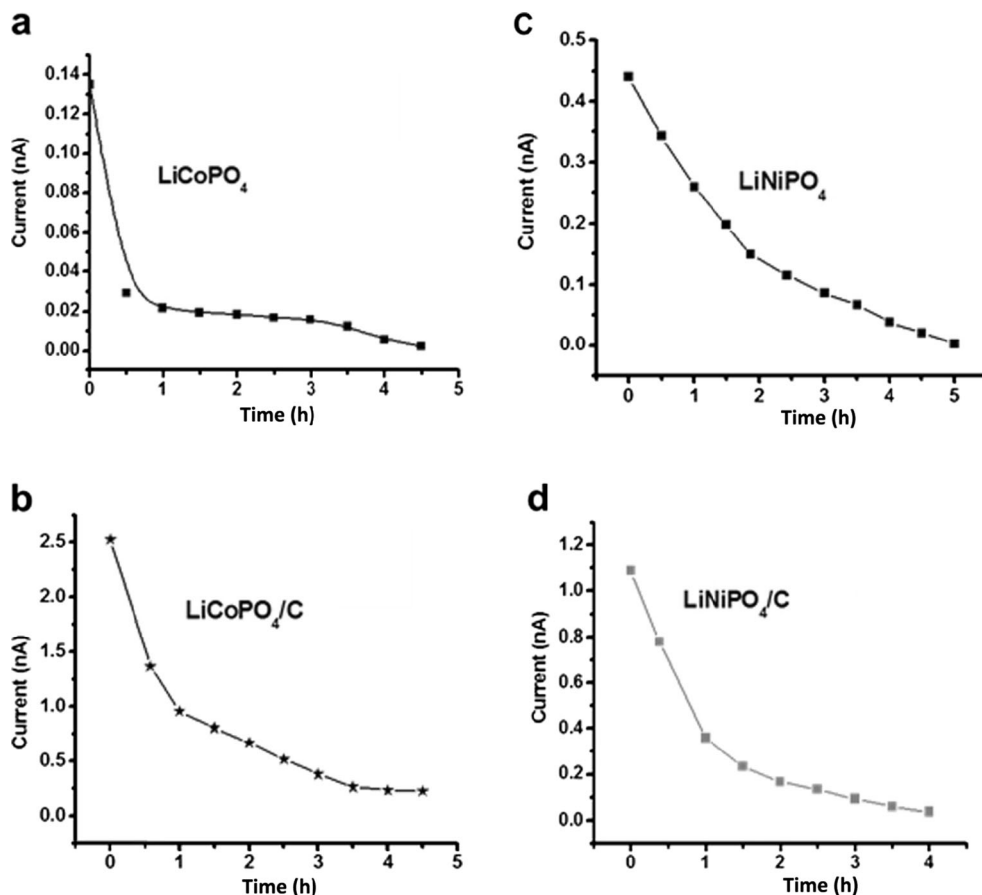 a
0.14
0.12
0.10
0.08
0.06
0.04
0.02
0.00
Current (nA)
LiCoPO₄
0 1 2 3 4 5
Time (h)
c
0.5
0.4
0.3
0.2
0.1
0.0
Current (nA)
LiNiPO₄
0 1 2 3 4 5
Time (h)
b
2.5
2.0
1.5
1.0
0.5
0.0
Current (nA)
LiCoPO₄/C
0 1 2 3 4 5
Time (h)
d
1.2
1.0
0.8
0.6
0.4
0.2
0.0
Current (nA)
LiNiPO₄/C
0 1 2 3 4
Time (h)